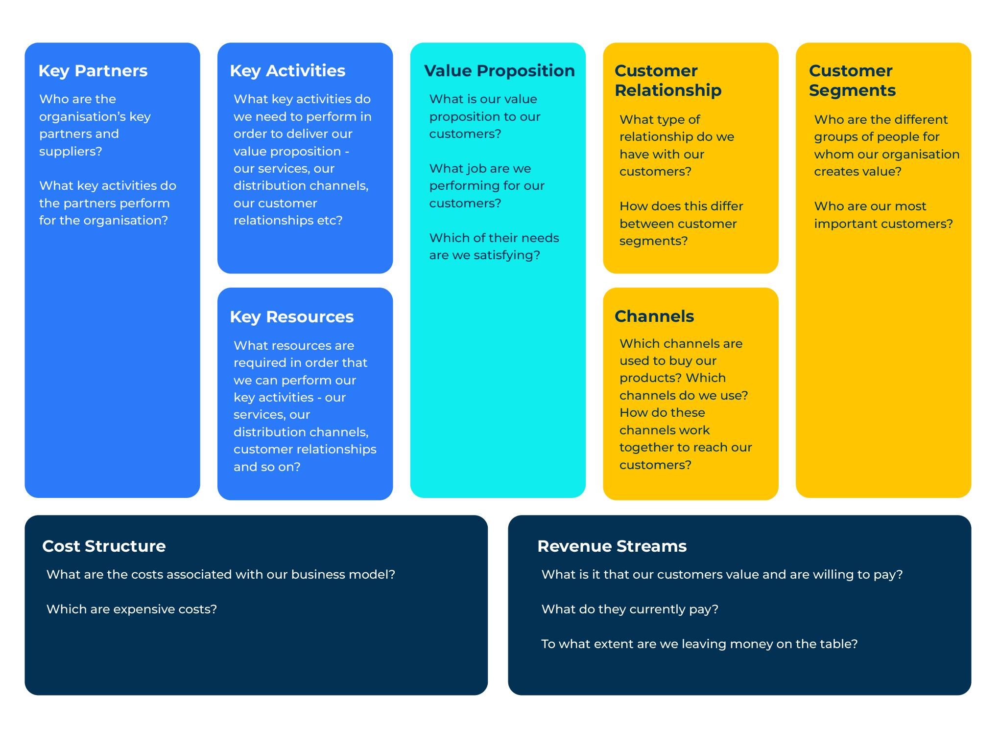 Key Partners
Who are the
organisation’s key
partners and
suppliers?
What key activities do
the partners perform
for the organisation?
Key Activities
What key activities do
we need to perform in
order to deliver our
value proposition -
our services, our
distribution channels,
our customer
relationships etc?
Key Resources
What resources are
required in order that
we can perform our
key activities - our
services, our
distribution channels,
customer relationships
and so on?
Value Proposition
What is our value
proposition to our
customers?
What job are we
performing for our
customers?
Which of their needs
are we satisfying?
Customer
Relationship
What type of
relationship do we
have with our
customers?
How does this differ
between customer
segments?
Channels
Which channels are
used to buy our
products? Which
channels do we use?
How do these
channels work
together to reach our
customers?
Customer
Segments
Who are the different
groups of people for
whom our organisation
creates value?
Who are our most
important customers?
Cost Structure
What are the costs associated with our business model?
Which are expensive costs?
Revenue Streams
What is it that our customers value and are willing to pay?
What do they currently pay?
To what extent are we leaving money on the table?